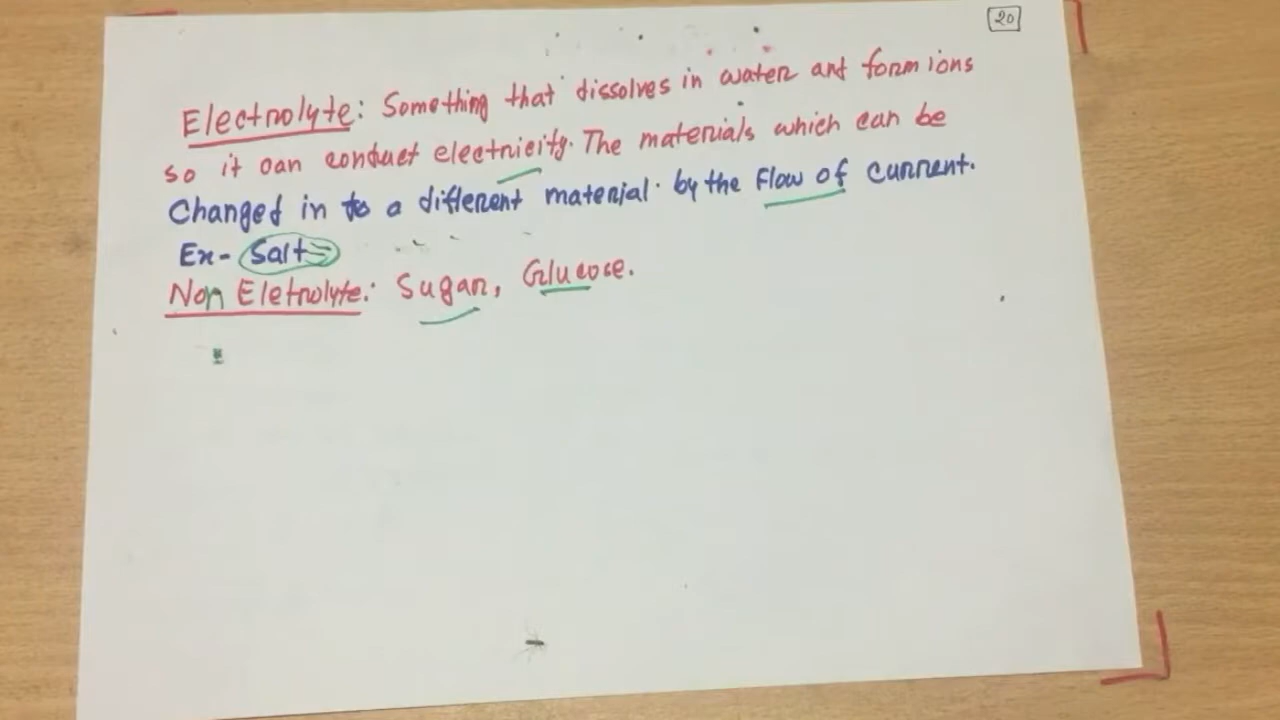 20
Electrolyte: Something that dissolves in water and form ions
so it can conduct electricity. The materials which can be
Changed in to a different material by the Flow of current.
Ex- Salt
Non Eletrolyte: Sugar, Glucose.